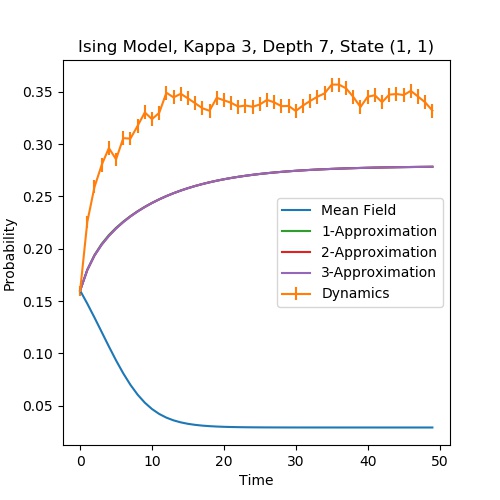 Ising Model, Kappa 3, Depth 7, State (1, 1)
Probability
0.35
0.30
0.25
0.20
0.15
0.10
0.05
Mean Field
1-Approximation
2-Approximation
3-Approximation
Dynamics
0 10 20 30 40 50
Time